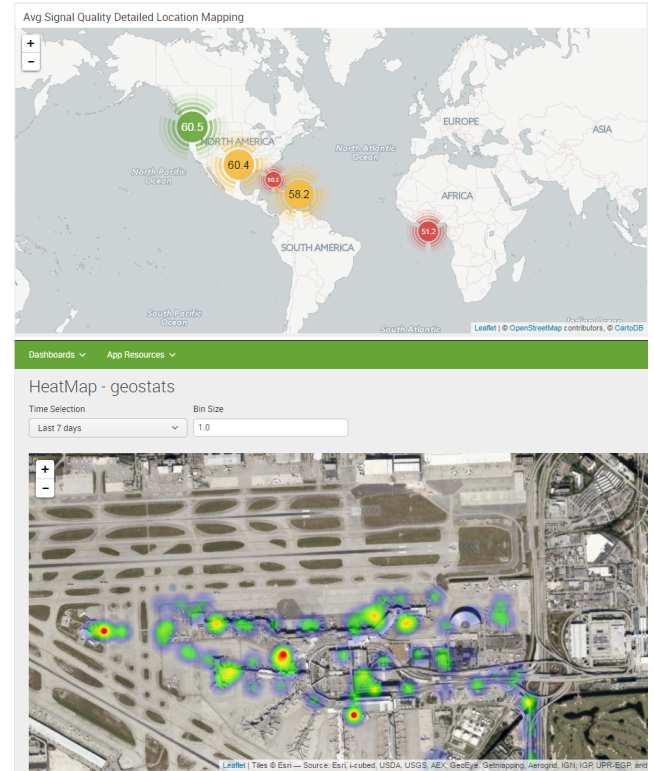 Avg Signal Quality Detailed Location Mapping
+
−
60.5
NORTH AMERICA
60.4
58.2
51.2
EUROPE
ASIA
North Atlantic
Ocean
North Pacific
Ocean
AFRICA
SOUTH AMERICA
South Pacific
Ocean
South Atlantic
Indian Ocean
Leaflet | © OpenStreetMap contributors, © CartoDB
Dashboards
App Resources
HeatMap - geostats
Time Selection
Bin Size
Last 7 days
1.0
+
−
Leaflet | Tiles © Esri — Source: Esri, i-cubed, USDA, USGS, AEX, GeoEye, Getmapping, Aerogrid, IGN, IGP, UPR-EGP, and